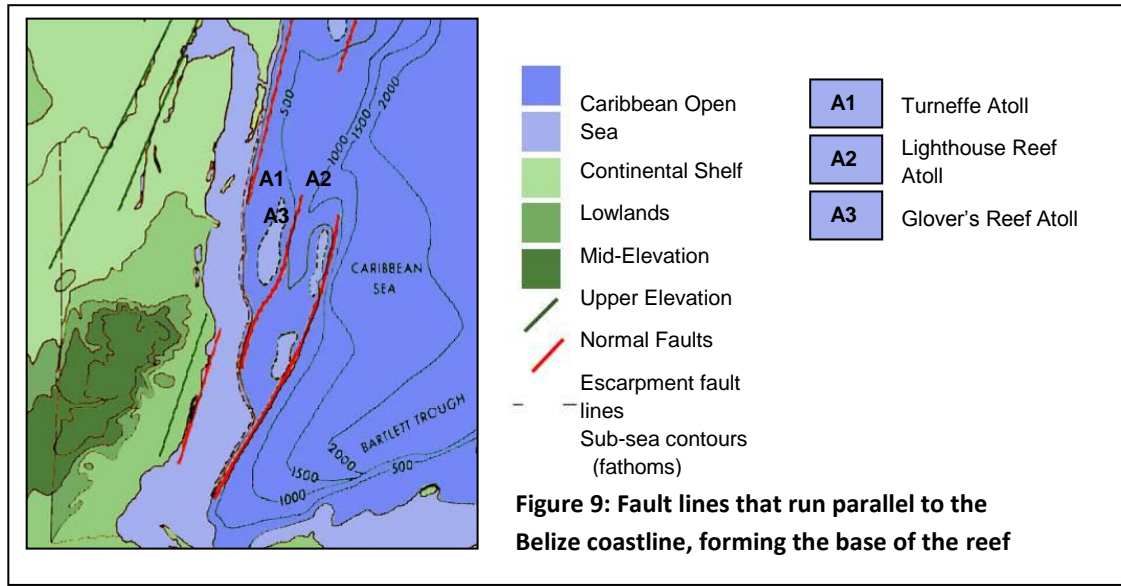 500
1000
1500
2000
A1
A2
A3
CARIBBEAN
SEA
BARTLETT TROUGH
2000
1500
1000
500
Caribbean Open
Sea
Continental Shelf
Lowlands
Mid-Elevation
Upper Elevation
Normal Faults
Escarpment fault
lines
Sub-sea contours
(fathoms)
A1
Turneffe Atoll
A2
Lighthouse Reef
Atoll
A3
Glover's Reef Atoll
Figure 9: Fault lines that run parallel to the
Belize coastline, forming the base of the reef